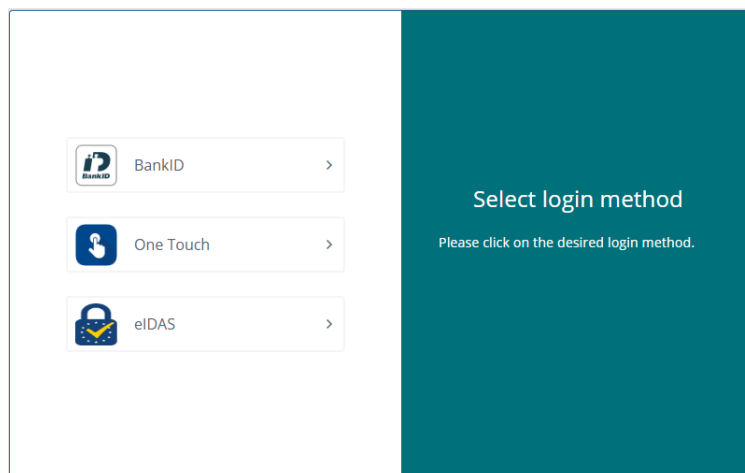 BankID
BankID
One Touch
eIDAS
Select login method
Please click on the desired login method.